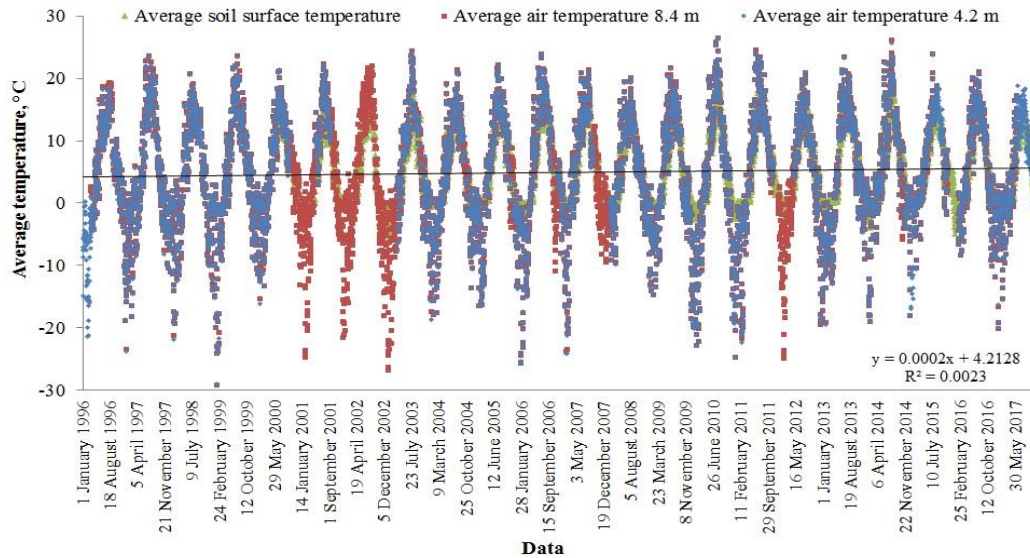 Average soil surface temperature
Average air temperature 8.4 m
Average air temperature 4.2 m
Average temperature, °C
30
20
10
0
-10
-20
-30
y = 0.0002x + 4.2128
R² = 0.0023
1 January 1996
18 August 1996
5 April 1997
21 November 1997
9 July 1998
24 February 1999
12 October 1999
29 May 2000
14 January 2001
1 September 2001
19 April 2002
5 December 2002
23 July 2003
9 March 2004
25 October 2004
12 June 2005
28 January 2006
15 September 2006
3 May 2007
19 December 2007
5 August 2008
23 March 2009
8 November 2009
26 June 2010
11 February 2011
29 September 2011
16 May 2012
1 January 2013
19 August 2013
6 April 2014
22 November 2014
10 July 2015
25 February 2016
12 October 2016
30 May 2017
Data